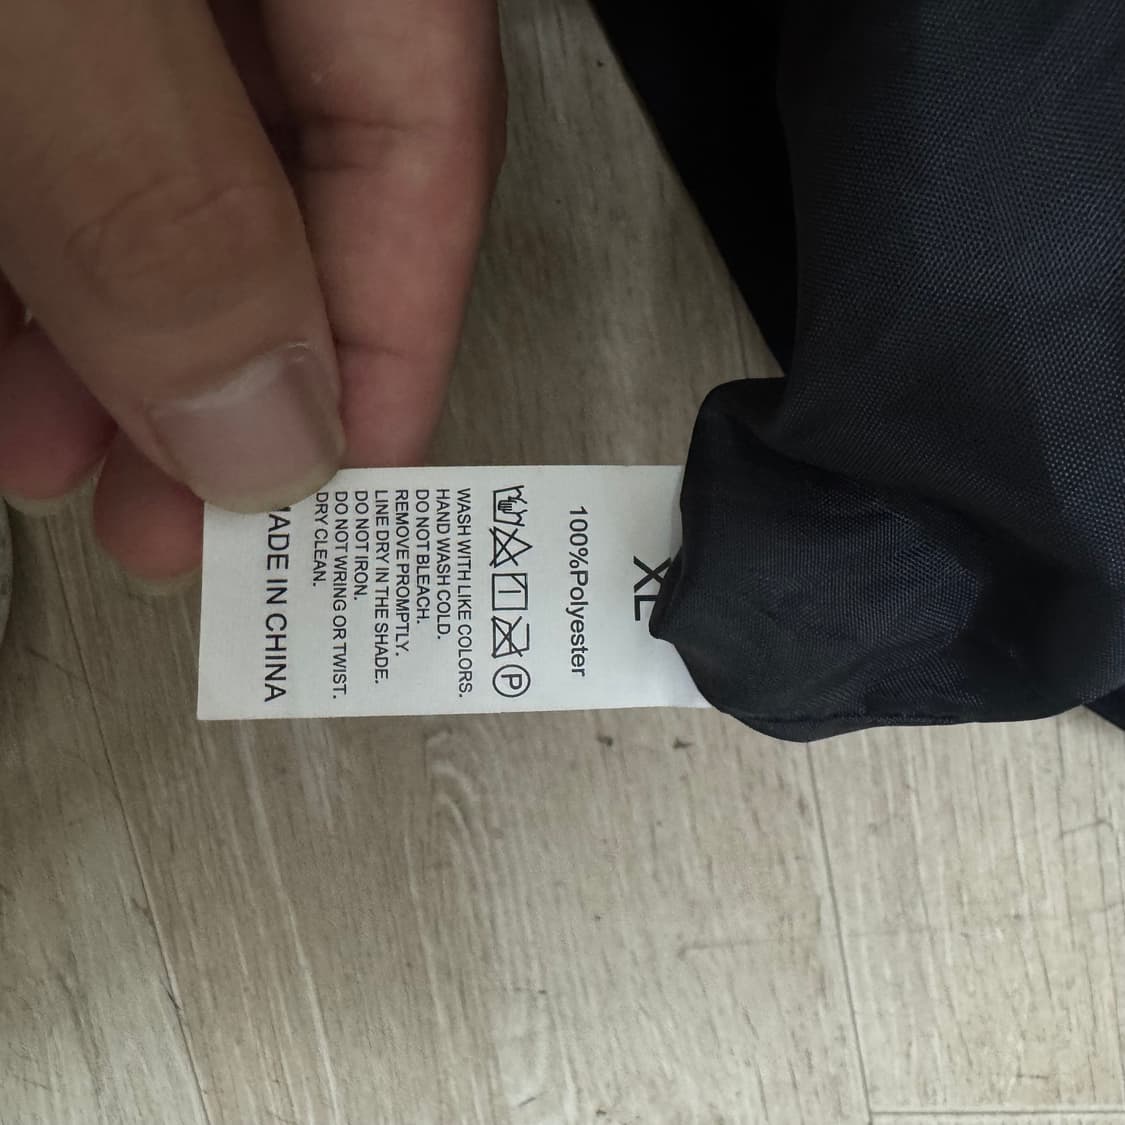 XL
100%Polyester
P
WASH WITH LIKE COLORS.
HAND WASH COLD.
DO NOT BLEACH.
REMOVE PROMPTLY.
LINE DRY IN THE SHADE.
DO NOT IRON.
DO NOT WRING OR TWIST.
DRY CLEAN.
MADE IN CHINA